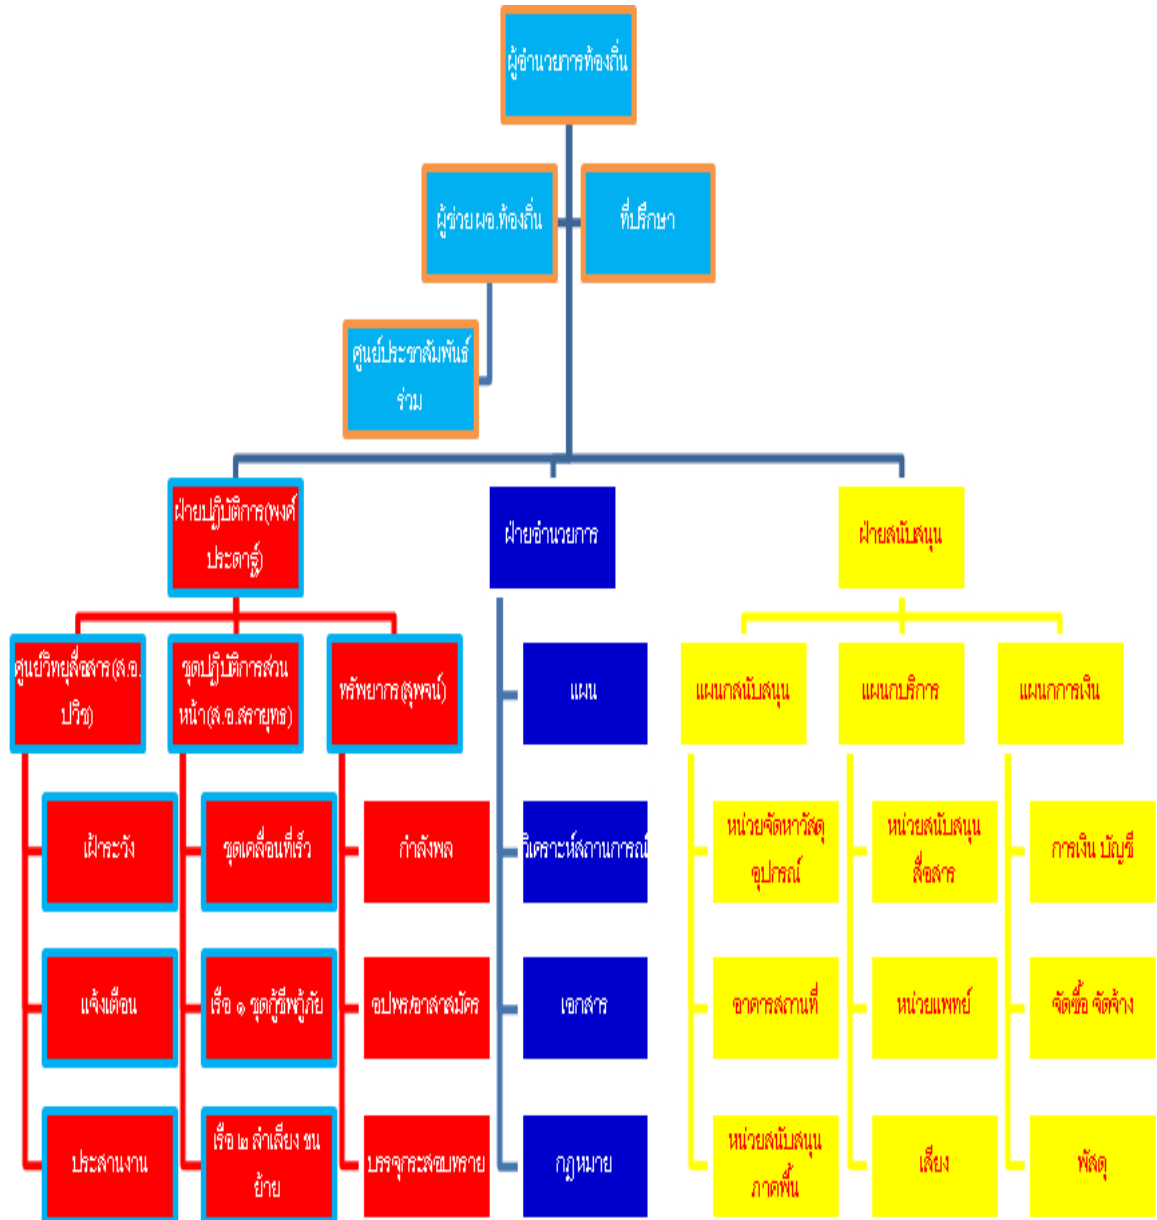 ผู้อำนวยการท้องถิ่น
ผู้ช่วย ผอ.ท้องถิ่น
ที่ปรึกษา
ศูนย์ประชาสัมพันธ์
ร่วม
ฝ่ายปฏิบัติการ(พงศ์
ประดาฐ์)
ฝ่ายอำนวยการ
ฝ่ายสนับสนุน
ศูนย์วิทยุสื่อสาร(ส.อ.
ปวิช)
ชุดปฏิบัติการส่วน
หน้า(ส.อ.สรายุทธ)
ทรัพยากร(สุพจน์)
แผน
แผนกสนับสนุน
แผนกบริการ
แผนกการเงิน
เฝ้าระวัง
ชุดเคลื่อนที่เร็ว
กำลังพล
วิเคราะห์สถานการณ์
หน่วยจัดหาวัสดุ
อุปกรณ์
หน่วยสนับสนุน
สื่อสาร
การเงิน บัญชี
แจ้งเตือน
เรือ ๑ ชุดกู้ชีพกู้ภัย
อปพร/อาสาสมัคร
เอกสาร
อาคารสถานที่
หน่วยแพทย์
จัดซื้อ จัดจ้าง
ประสานงาน
เรือ ๒ ลำเลียง ขน
ย้าย
บรรจุกระสอบทราย
กฎหมาย
หน่วยสนับสนุน
ภาคพื้น
เสียง
พัสดุ